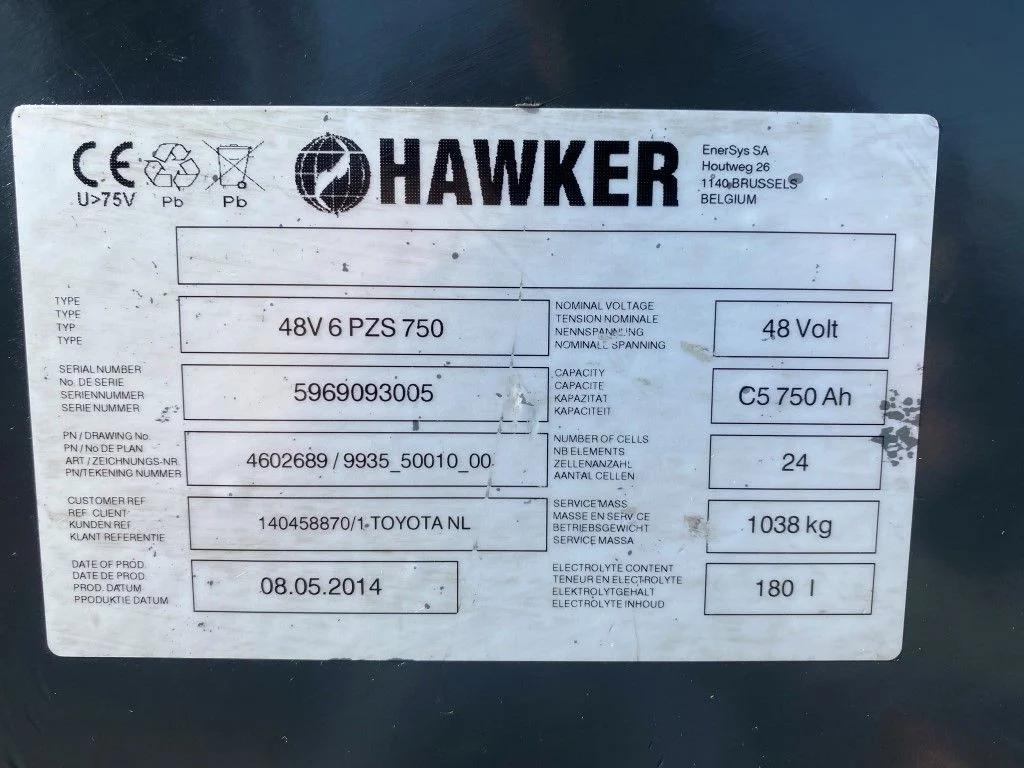 CE
U>75V
Pb
Pb
HAWKER
EnerSys SA
Houtweg 26
1140 BRUSSELS
BELGIUM
TYPE
TYPE
TYP
TYPE
48V 6 PZS 750
NOMINAL VOLTAGE
TENSION NOMINALE
NENNSPANNUNG
NOMINALE SPANNING
48 Volt
SERIAL NUMBER
No. DE SERIE
SERIENNUMMER
SERIE NUMMER
5969093005
CAPACITY
CAPACITE
KAPAZITAT
KAPACITEIT
C5 750 Ah
PN / DRAWING No.
PN / No DE PLAN
ART / ZEICHNUNGS-NR.
PN/TEKENING NUMMER
4602689 / 9935_50010_00
NUMBER OF CELLS
NB ELEMENTS
ZELLENANZAHL
AANTAL CELLEN
24
CUSTOMER REF
REF CLIENT
KUNDEN REF
KLANT REFERENTIE
140458870/1-TOYOTA NL
SERVICE MASS
MASSE EN SERVICE
BETRIEBSGEWICHT
SERVICE MASSA
1038 kg
DATE OF PROD.
DATE DE PROD.
PROD. DATUM
PRODUKTIE DATUM
08.05.2014
ELECTROLYTE CONTENT
TENEUR EN ELECTROLYTE
ELEKTROLYTGEHALT
ELECTROLYTE INHOUD
180 l